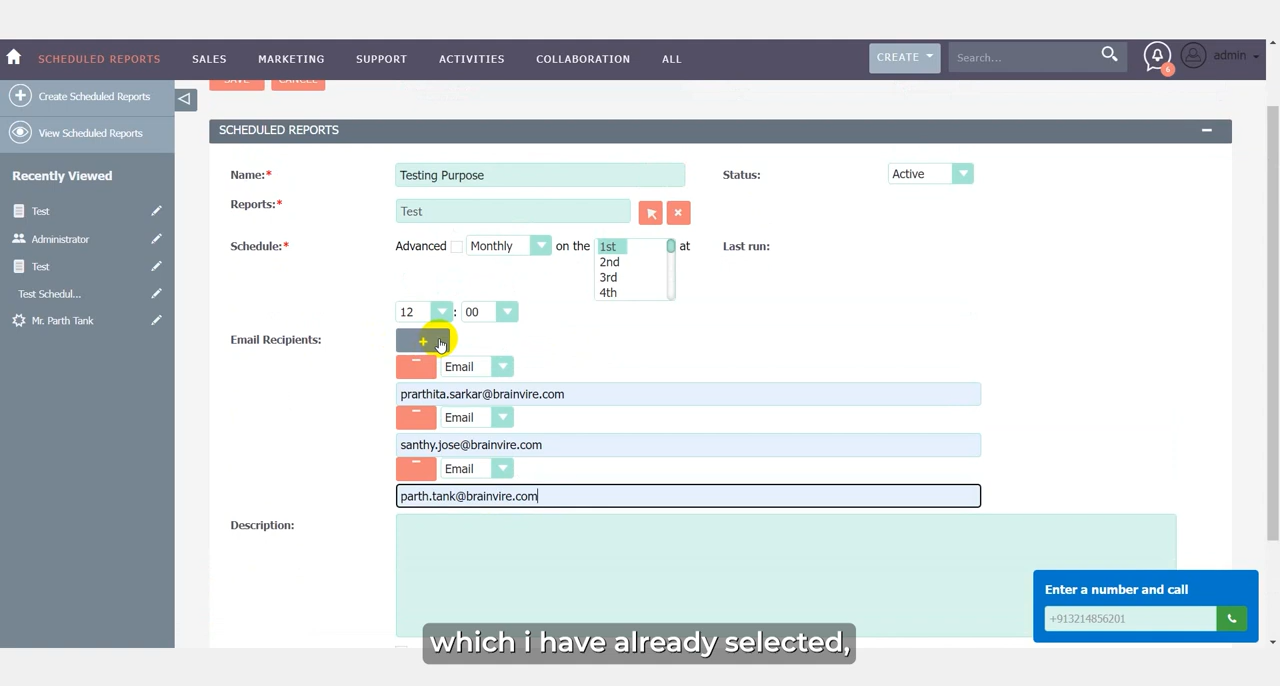 SCHEDULED REPORTS SALES MARKETING SUPPORT ACTIVITIES COLLABORATION ALL CREATE Search... 6 admin
SAVE CANCEL
Create Scheduled Reports
View Scheduled Reports
Recently Viewed
Test
Administrator
Test
Test Schedul...
Mr. Parth Tank
SCHEDULED REPORTS
Name:* Testing Purpose Status: Active
Reports:* Test
Schedule:* Advanced Monthly on the 1st at Last run:
2nd
3rd
4th
12 : 00
Email Recipients: +
− Email
prarthita.sarkar@brainvire.com
− Email
santhy.jose@brainvire.com
− Email
parth.tank@brainvire.com
Description:
Enter a number and call
+913214856201
which i have already selected,